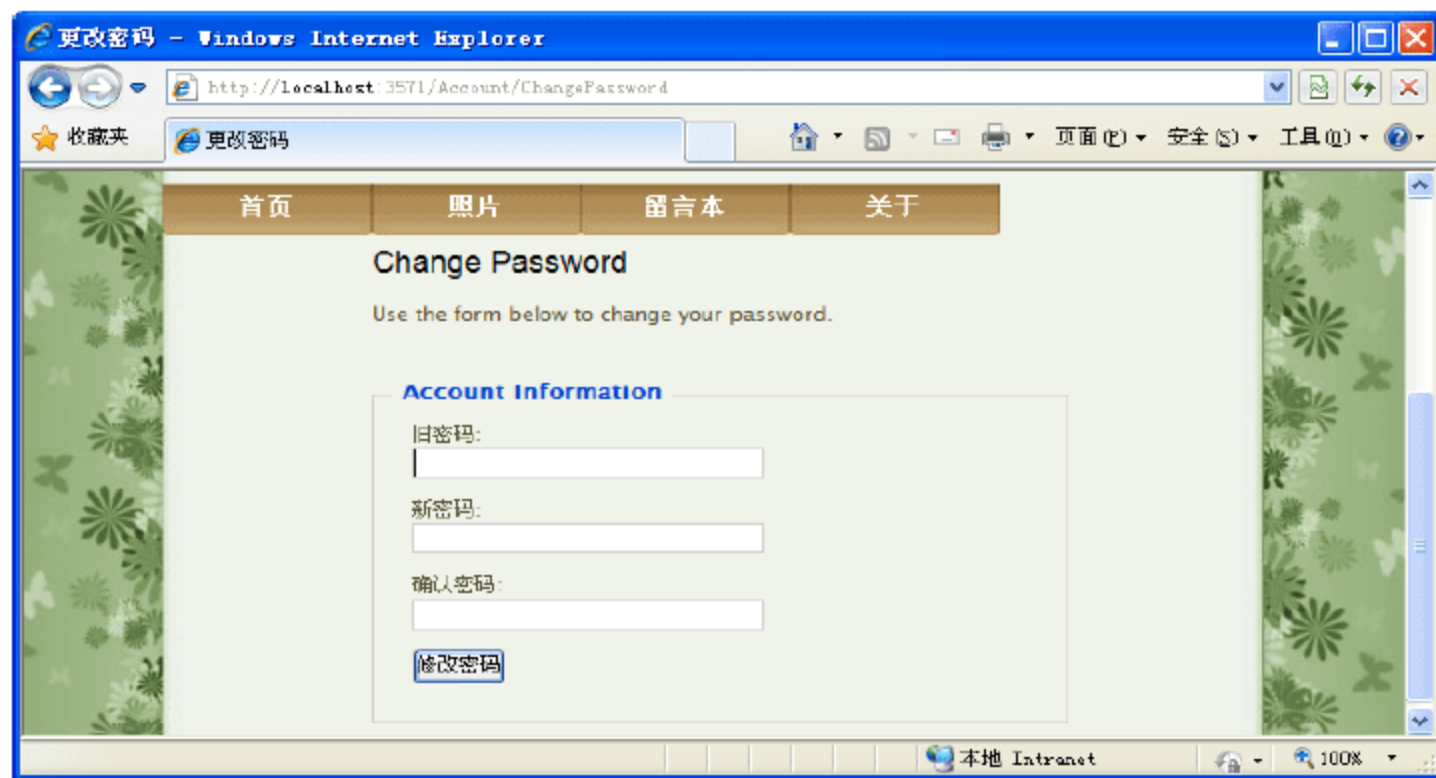 更改密码 - Windows Internet Explorer
http://localhost:3571/Account/ChangePassword
收藏夹 更改密码 页面(P) 安全(S) 工具(O)
首页 照片 留言本 关于
Change Password
Use the form below to change your password.
Account Information
旧密码:
新密码:
确认密码:
修改密码
本地 Intranet 100%